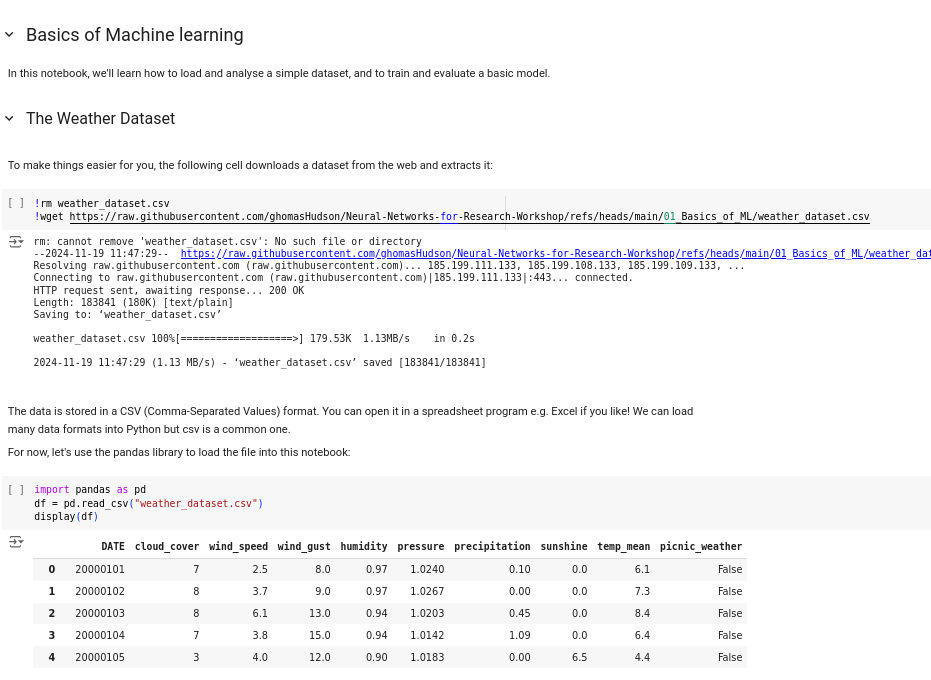 Basics of Machine learning
In this notebook, we'll learn how to load and analyse a simple dataset, and to train and evaluate a basic model.
The Weather Dataset
To make things easier for you, the following cell downloads a dataset from the web and extracts it:
[ ] !rm weather_dataset.csv
!wget https://raw.githubusercontent.com/ghomasHudson/Neural-Networks-for-Research-Workshop/refs/heads/main/01_Basics_of_ML/weather_dataset.csv
rm: cannot remove 'weather_dataset.csv': No such file or directory
--2024-11-19 11:47:29--  https://raw.githubusercontent.com/ghomasHudson/Neural-Networks-for-Research-Workshop/refs/heads/main/01_Basics_of_ML/weather_dat
Resolving raw.githubusercontent.com (raw.githubusercontent.com)... 185.199.111.133, 185.199.108.133, 185.199.109.133, ...
Connecting to raw.githubusercontent.com (raw.githubusercontent.com)|185.199.111.133|:443... connected.
HTTP request sent, awaiting response... 200 OK
Length: 183841 (180K) [text/plain]
Saving to: ‘weather_dataset.csv’
weather_dataset.csv 100%[===================>] 179.53K  1.13MB/s    in 0.2s
2024-11-19 11:47:29 (1.13 MB/s) - ‘weather_dataset.csv’ saved [183841/183841]
The data is stored in a CSV (Comma-Separated Values) format. You can open it in a spreadsheet program e.g. Excel if you like! We can load
many data formats into Python but csv is a common one.
For now, let's use the pandas library to load the file into this notebook:
[ ] import pandas as pd
df = pd.read_csv("weather_dataset.csv")
display(df)
DATE cloud_cover wind_speed wind_gust humidity pressure precipitation sunshine temp_mean picnic_weather
0 20000101 7 2.5 8.0 0.97 1.0240 0.10 0.0 6.1 False
1 20000102 8 3.7 9.0 0.97 1.0267 0.00 0.0 7.3 False
2 20000103 8 6.1 13.0 0.94 1.0203 0.45 0.0 8.4 False
3 20000104 7 3.8 15.0 0.94 1.0142 1.09 0.0 6.4 False
4 20000105 3 4.0 12.0 0.90 1.0183 0.00 6.5 4.4 False